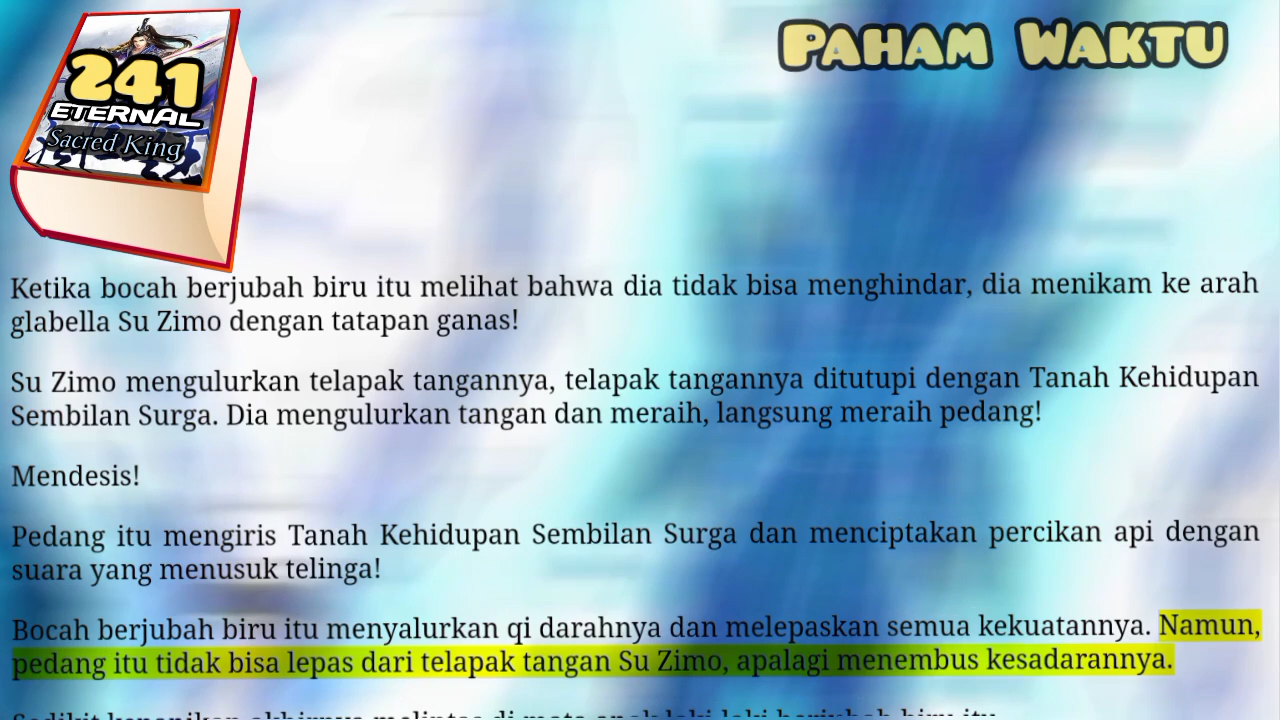 241
ETERNAL
Sacred King
PAHAM WAKTU
Ketika bocah berjubah biru itu melihat bahwa dia tidak bisa menghindar, dia menikam ke arah
glabella Su Zimo dengan tatapan ganas!
Su Zimo mengulurkan telapak tangannya, telapak tangannya ditutupi dengan Tanah Kehidupan
Sembilan Surga. Dia mengulurkan tangan dan meraih, langsung meraih pedang!
Mendesis!
Pedang itu mengiris Tanah Kehidupan Sembilan Surga dan menciptakan percikan api dengan
suara yang menusuk telinga!
Bocah berjubah biru itu menyalurkan qi darahnya dan melepaskan semua kekuatannya. Namun,
pedang itu tidak bisa lepas dari telapak tangan Su Zimo, apalagi menembus kesadarannya.